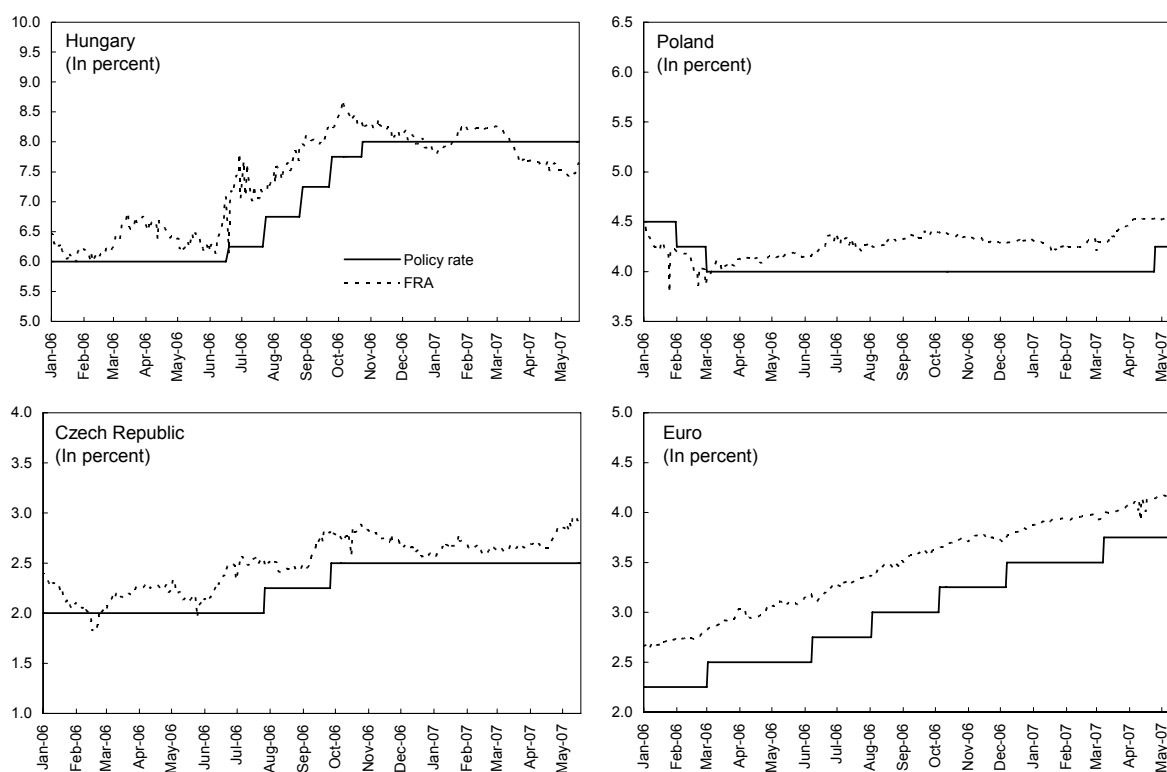 Hungary
(In percent)
10.0
9.5
9.0
8.5
8.0
7.5
7.0
6.5
6.0
5.5
5.0
Policy rate
FRA
Jan-06
Feb-06
Mar-06
Apr-06
May-06
Jun-06
Jul-06
Aug-06
Sep-06
Oct-06
Nov-06
Dec-06
Jan-07
Feb-07
Mar-07
Apr-07
May-07
Poland
(In percent)
6.5
6.0
5.5
5.0
4.5
4.0
3.5
Jan-06
Feb-06
Mar-06
Apr-06
May-06
Jun-06
Jul-06
Aug-06
Sep-06
Oct-06
Nov-06
Dec-06
Jan-07
Feb-07
Mar-07
Apr-07
May-07
Czech Republic
(In percent)
4.0
3.5
3.0
2.5
2.0
1.5
1.0
Jan-06
Feb-06
Mar-06
Apr-06
May-06
Jun-06
Jul-06
Aug-06
Sep-06
Oct-06
Nov-06
Dec-06
Jan-07
Feb-07
Mar-07
Apr-07
May-07
Euro
(In percent)
5.0
4.5
4.0
3.5
3.0
2.5
2.0
Jan-06
Feb-06
Mar-06
Apr-06
May-06
Jun-06
Jul-06
Aug-06
Sep-06
Oct-06
Nov-06
Dec-06
Jan-07
Feb-07
Mar-07
Apr-07
May-07